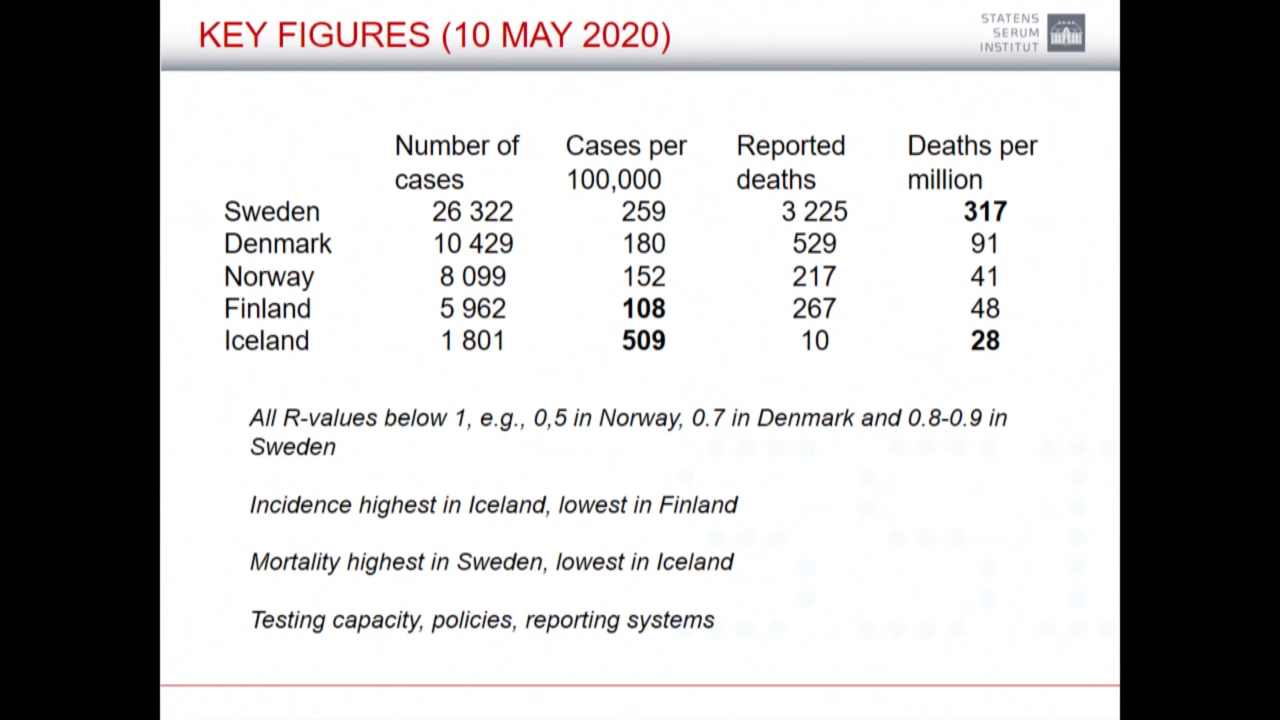 KEY FIGURES (10 MAY 2020)
STATENS
SERUM
INSTITUT
Number of Cases per Reported Deaths per
cases 100,000 deaths million
Sweden 26 322 259 3 225 317
Denmark 10 429 180 529 91
Norway 8 099 152 217 41
Finland 5 962 108 267 48
Iceland 1 801 509 10 28
All R-values below 1, e.g., 0,5 in Norway, 0.7 in Denmark and 0.8-0.9 in
Sweden
Incidence highest in Iceland, lowest in Finland
Mortality highest in Sweden, lowest in Iceland
Testing capacity, policies, reporting systems